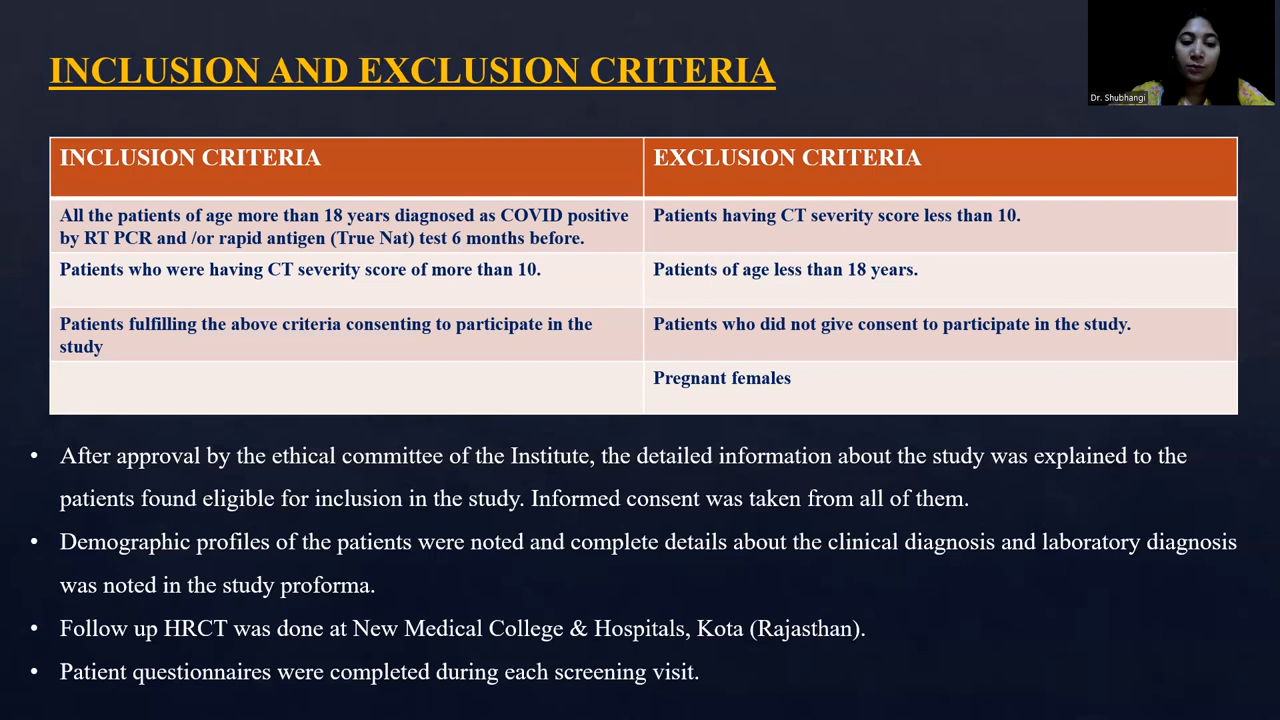 INCLUSION AND EXCLUSION CRITERIA
Dr. Shubhangi
INCLUSION CRITERIA
EXCLUSION CRITERIA
All the patients of age more than 18 years diagnosed as COVID positive
by RT PCR and /or rapid antigen (True Nat) test 6 months before.
Patients having CT severity score less than 10.
Patients who were having CT severity score of more than 10.
Patients of age less than 18 years.
Patients fulfilling the above criteria consenting to participate in the
study
Patients who did not give consent to participate in the study.
Pregnant females
• After approval by the ethical committee of the Institute, the detailed information about the study was explained to the
patients found eligible for inclusion in the study. Informed consent was taken from all of them.
• Demographic profiles of the patients were noted and complete details about the clinical diagnosis and laboratory diagnosis
was noted in the study proforma.
• Follow up HRCT was done at New Medical College & Hospitals, Kota (Rajasthan).
• Patient questionnaires were completed during each screening visit.